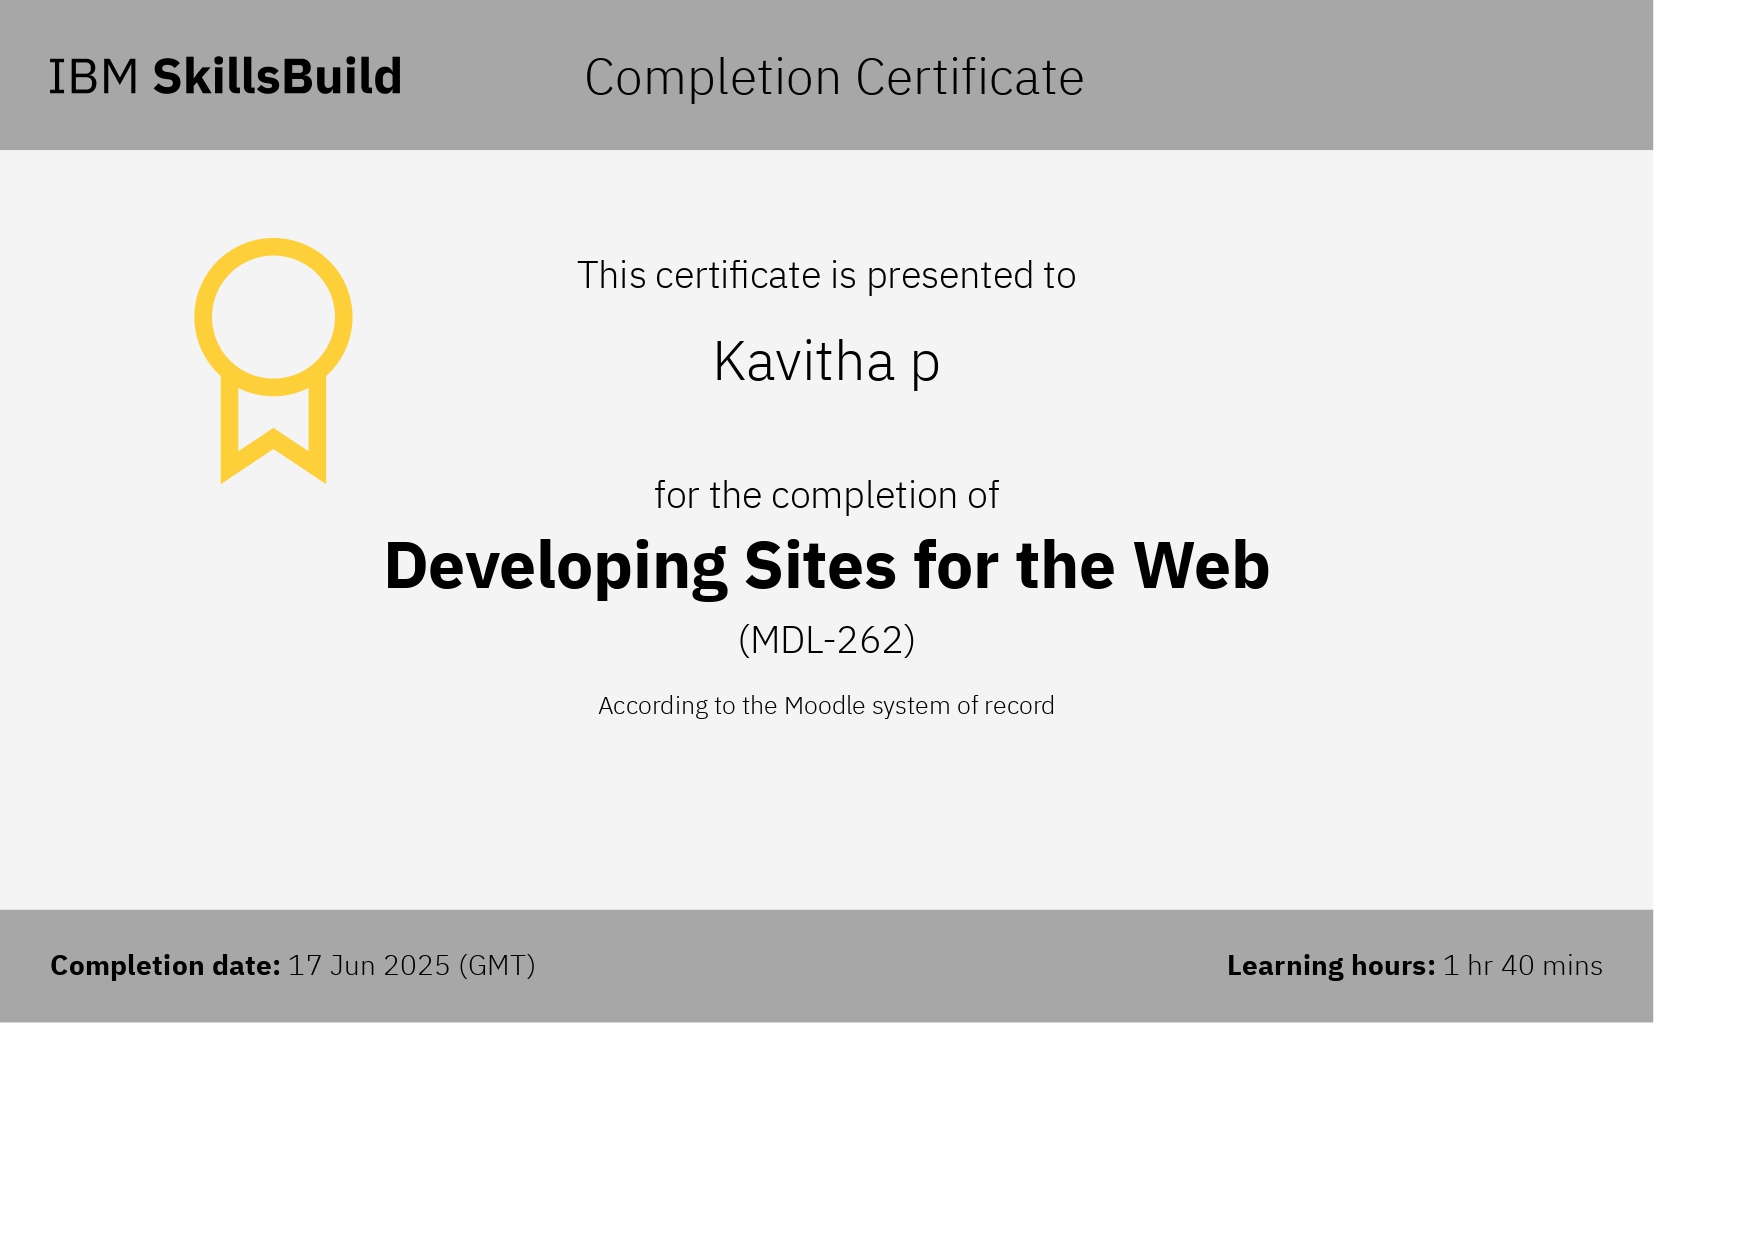 IBM SkillsBuild
Completion Certificate
This certificate is presented to
Kavitha p
for the completion of
Developing Sites for the Web
(MDL-262)
According to the Moodle system of record
Completion date: 17 Jun 2025 (GMT)
Learning hours: 1 hr 40 mins